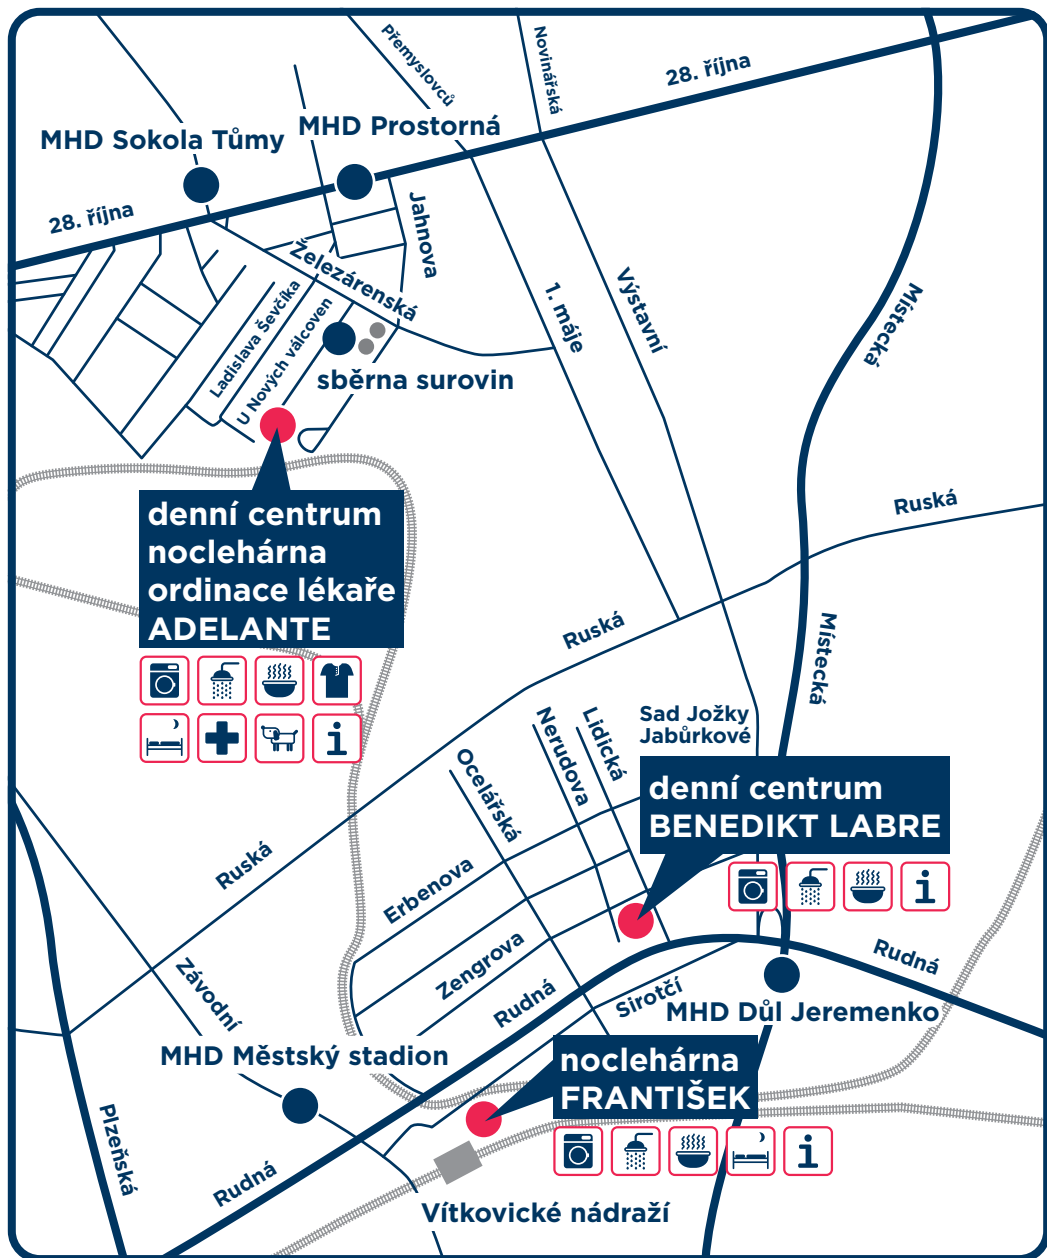 Přemyslovců
Novinářská
28. října
MHD Sokola Tůmy
MHD Prostorná
28. října
Jahnova
Železárenská
Ladislava Ševčíka
U Nových válcoven
sběrna surovin
1. máje
Výstavní
Místecká
denní centrum
noclehárna
ordinace lékaře
ADELANTE
Ruská
Ruská
Místecká
Sad Jožky
Jabůrkové
Lidická
Nerudova
Ocelářská
denní centrum
BENEDIKT LABRE
Ruská
Erbenova
Zengrova
Rudná
Závodní
Rudná
Sirotčí
MHD Důl Jeremenko
MHD Městský stadion
noclehárna
FRANTIŠEK
Plzeňská
Rudná
Vítkovické nádraží